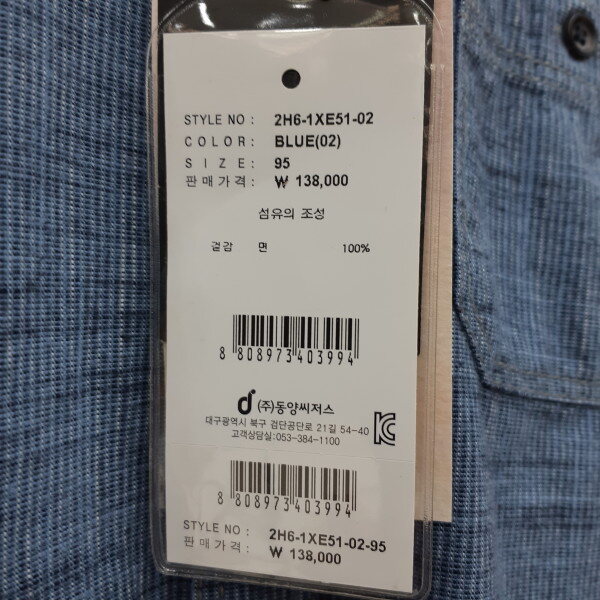 STYLE NO : 2H6-1XE51-02
COLOR: BLUE(02)
SIZE: 95
판매가격: ₩ 138,000
섬유의 조성
겉감 면 100%
8 808973 403994
(주)동양씨저스
대구광역시 북구 검단공단로 21길 54-40
고객상담실:053-384-1100
8 808973 403994
STYLE NO : 2H6-1XE51-02-95
판매가격: ₩ 138,000